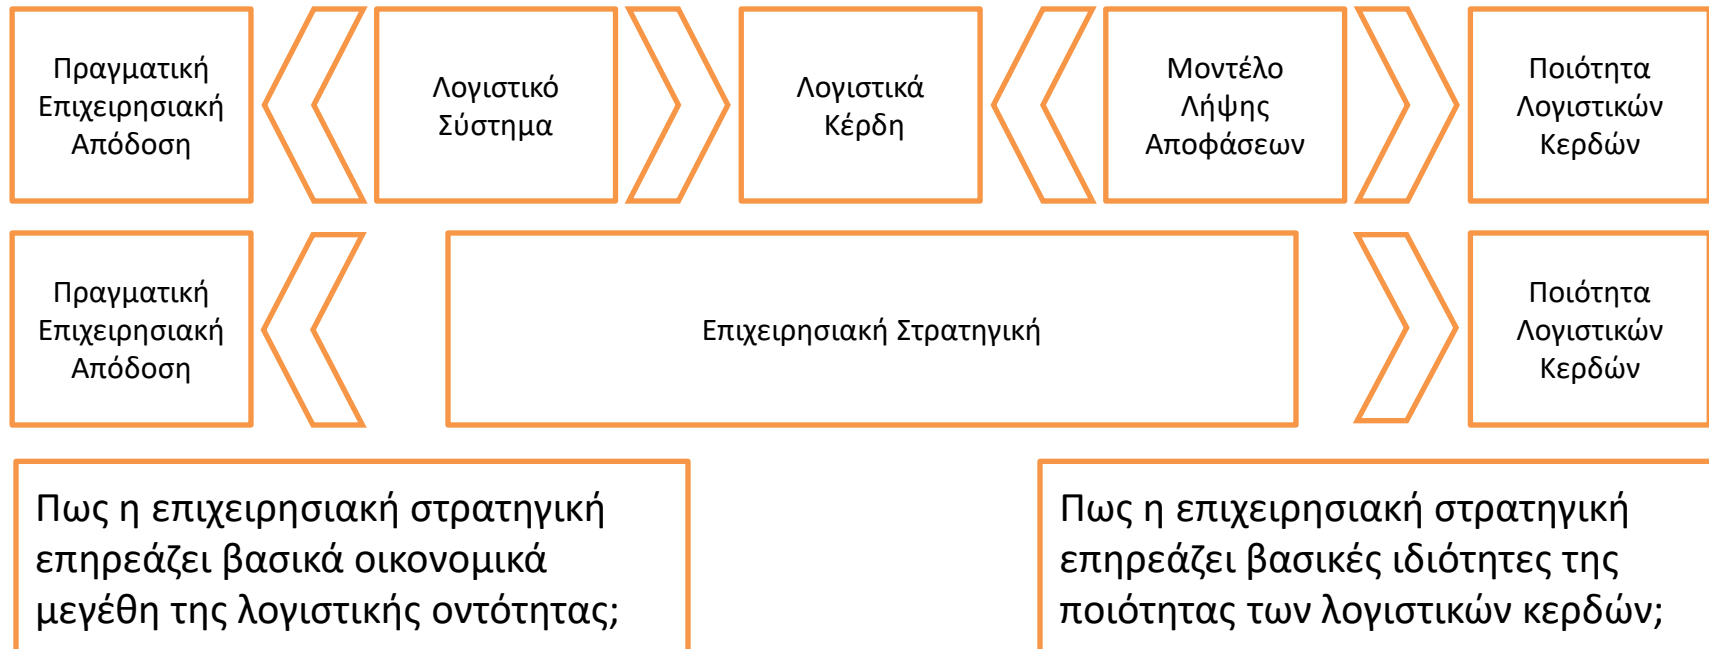 Πραγματική
Επιχειρησιακή
Απόδοση
Λογιστικό
Σύστημα
Λογιστικά
Κέρδη
Μοντέλο
Λήψης
Αποφάσεων
Ποιότητα
Λογιστικών
Κερδών
Πραγματική
Επιχειρησιακή
Απόδοση
Επιχειρησιακή Στρατηγική
Ποιότητα
Λογιστικών
Κερδών
Πως η επιχειρησιακή στρατηγική
επηρεάζει βασικά οικονομικά
μεγέθη της λογιστικής οντότητας;
Πως η επιχειρησιακή στρατηγική
επηρεάζει βασικές ιδιότητες της
ποιότητας των λογιστικών κερδών;